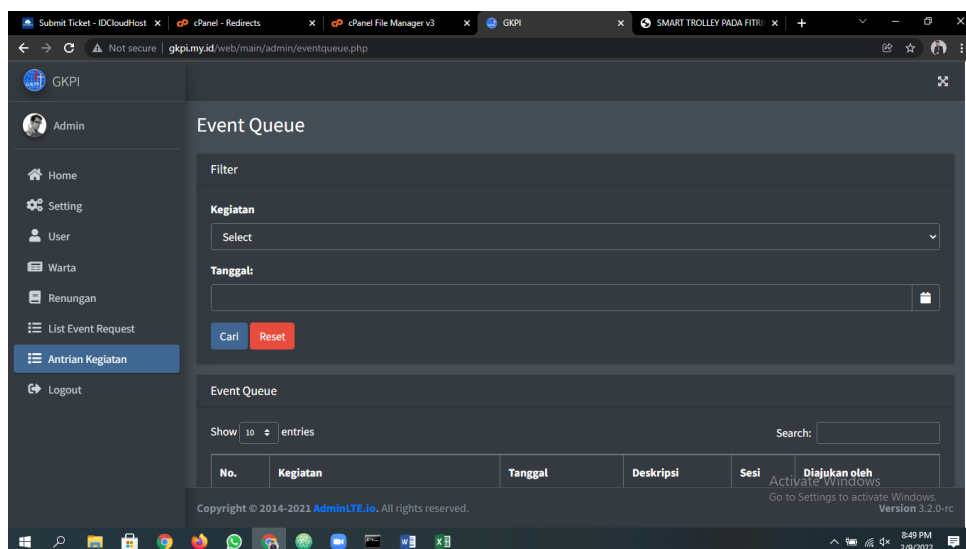 Submit Ticket - IDCloudHost
cPanel - Redirects
cPanel File Manager v3
GKPI
SMART TROLLEY PADA FITRI
Not secure | gkpi.my.id/web/main/admin/eventqueue.php
GKPI
Admin
Home
Setting
User
Warta
Renungan
List Event Request
Antrian Kegiatan
Logout
Event Queue
Filter
Kegiatan
Select
Tanggal:
Cari Reset
Event Queue
Show 10 entries Search:
No. Kegiatan Tanggal Deskripsi Sesi Diajukan oleh
Activate Windows
Go to Settings to activate Windows.
Copyright © 2014-2021 AdminLTE.io. All rights reserved. Version 3.2.0-rc
8:49 PM
2/9/2022